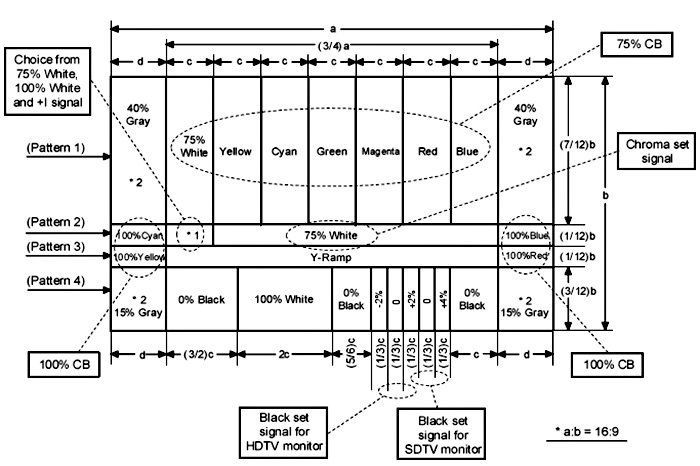 a
(3/4)a
75% CB
d c c c c c c c d
Choice from
75% White,
100% White
and +I signal
40%
Gray
* 2
75%
White
Yellow
Cyan
Green
Magenta
Red
Blue
40%
Gray
* 2
(7/12)b
b
Chroma set
signal
(Pattern 1)
(Pattern 2)
100%Cyan
* 1
75% White
100%Blue
(1/12)b
(Pattern 3)
100%Yellow
Y-Ramp
100%Red
(1/12)b
(Pattern 4)
* 2
15% Gray
0% Black
100% White
0%
Black
-2%
0
+2%
0
+4%
0%
Black
* 2
15% Gray
(3/12)b
100% CB
d (3/2)c 2c (5/6)c (1/3)c (1/3)c (1/3)c (1/3)c (1/3)c c d
100% CB
Black set
signal for
HDTV monitor
Black set
signal for
SDTV monitor
* a:b = 16:9